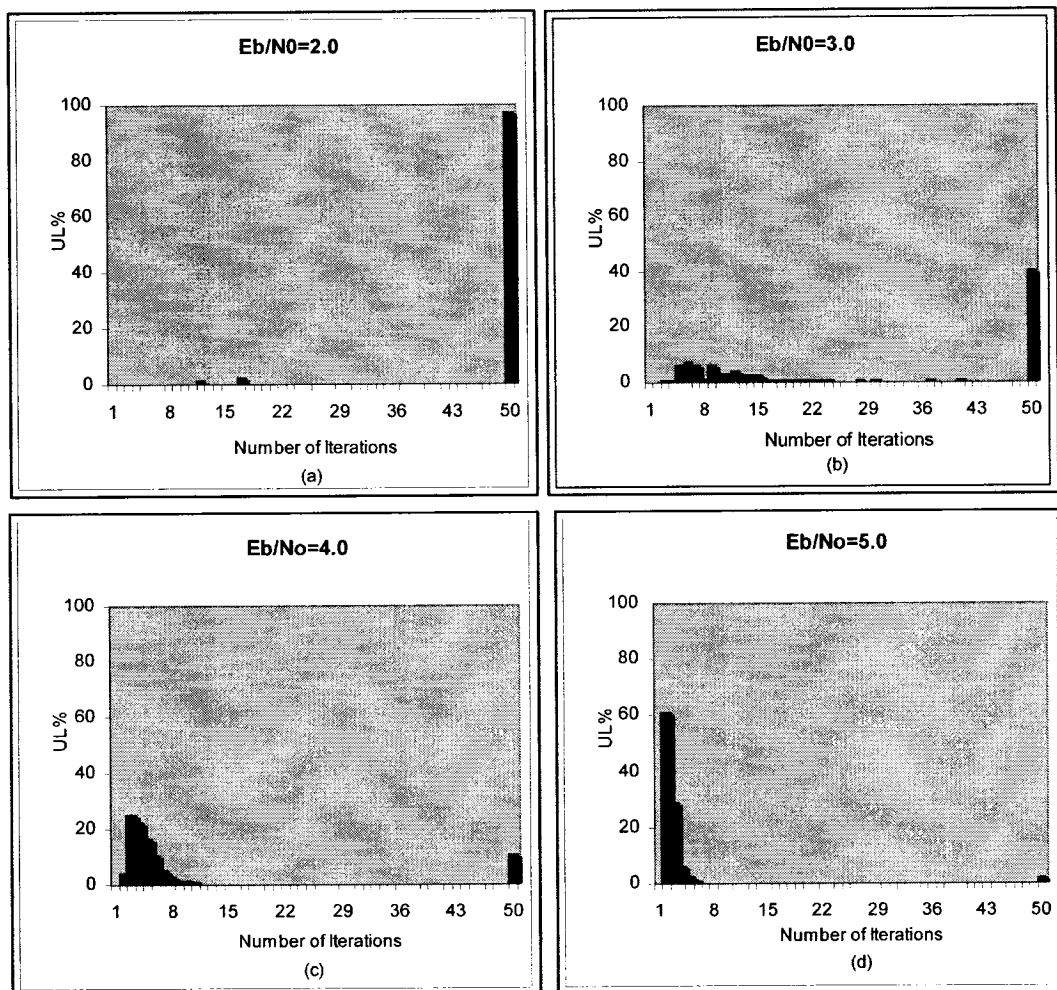 Eb/N0=2.0
UL%
100
80
60
40
20
0
1 8 15 22 29 36 43 50
Number of Iterations
(a)
Eb/N0=3.0
UL%
100
80
60
40
20
0
1 8 15 22 29 36 43 50
Number of Iterations
(b)
Eb/No=4.0
UL%
100
80
60
40
20
0
1 8 15 22 29 36 43 50
Number of Iterations
(c)
Eb/No=5.0
UL%
100
80
60
40
20
0
1 8 15 22 29 36 43 50
Number of Iterations
(d)